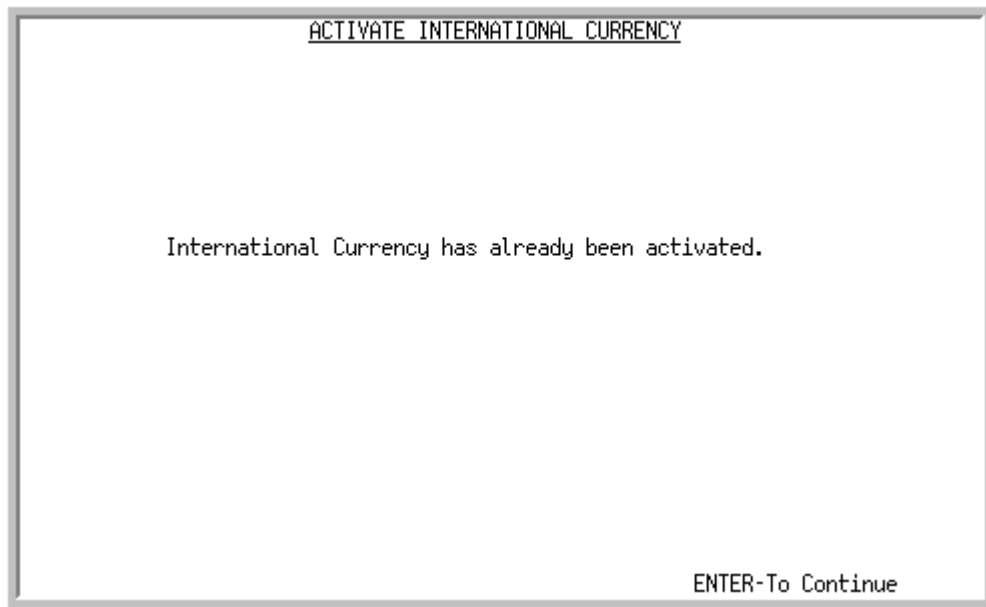 ACTIVATE INTERNATIONAL CURRENCY
International Currency has already been activated.
ENTER-To Continue